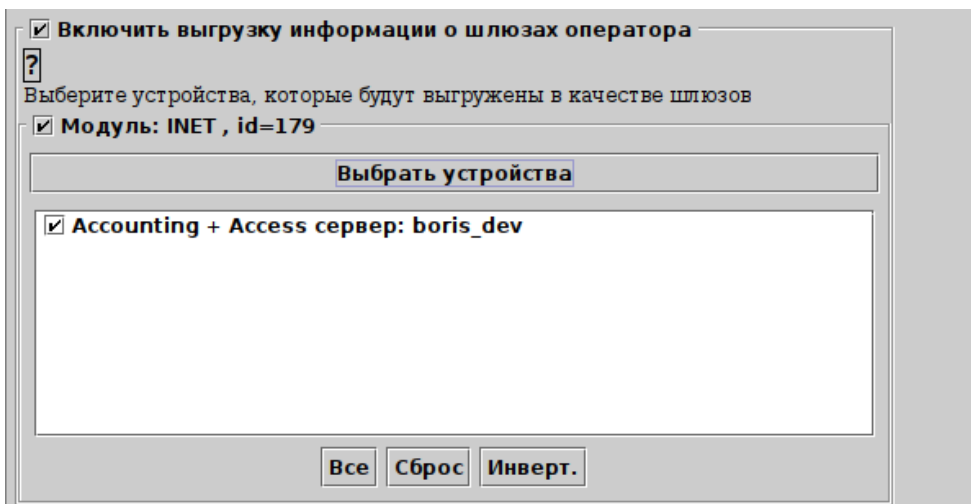 Включить выгрузку информации о шлюзах оператора
?
Выберите устройства, которые будут выгружены в качестве шлюзов
Модуль: INET , id=179
Выбрать устройства
Accounting + Access сервер: boris_dev
Все Сброс Инверт.